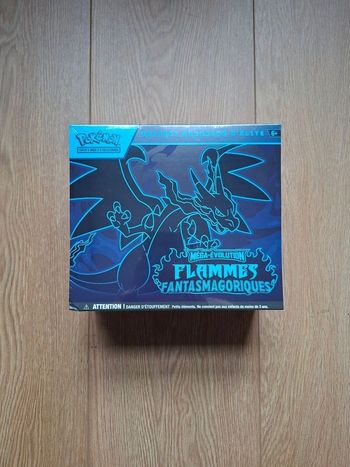 POKÉMON
COFFRET DRESSEUR D'ÉLITE 6+
MÉGA-ÉVOLUTION
FLAMMES
FANTASMAGORIQUES
ATTENTION ! DANGER D'ÉTOUFFEMENT Petits éléments. Ne convient pas aux enfants de moins de 3 ans.